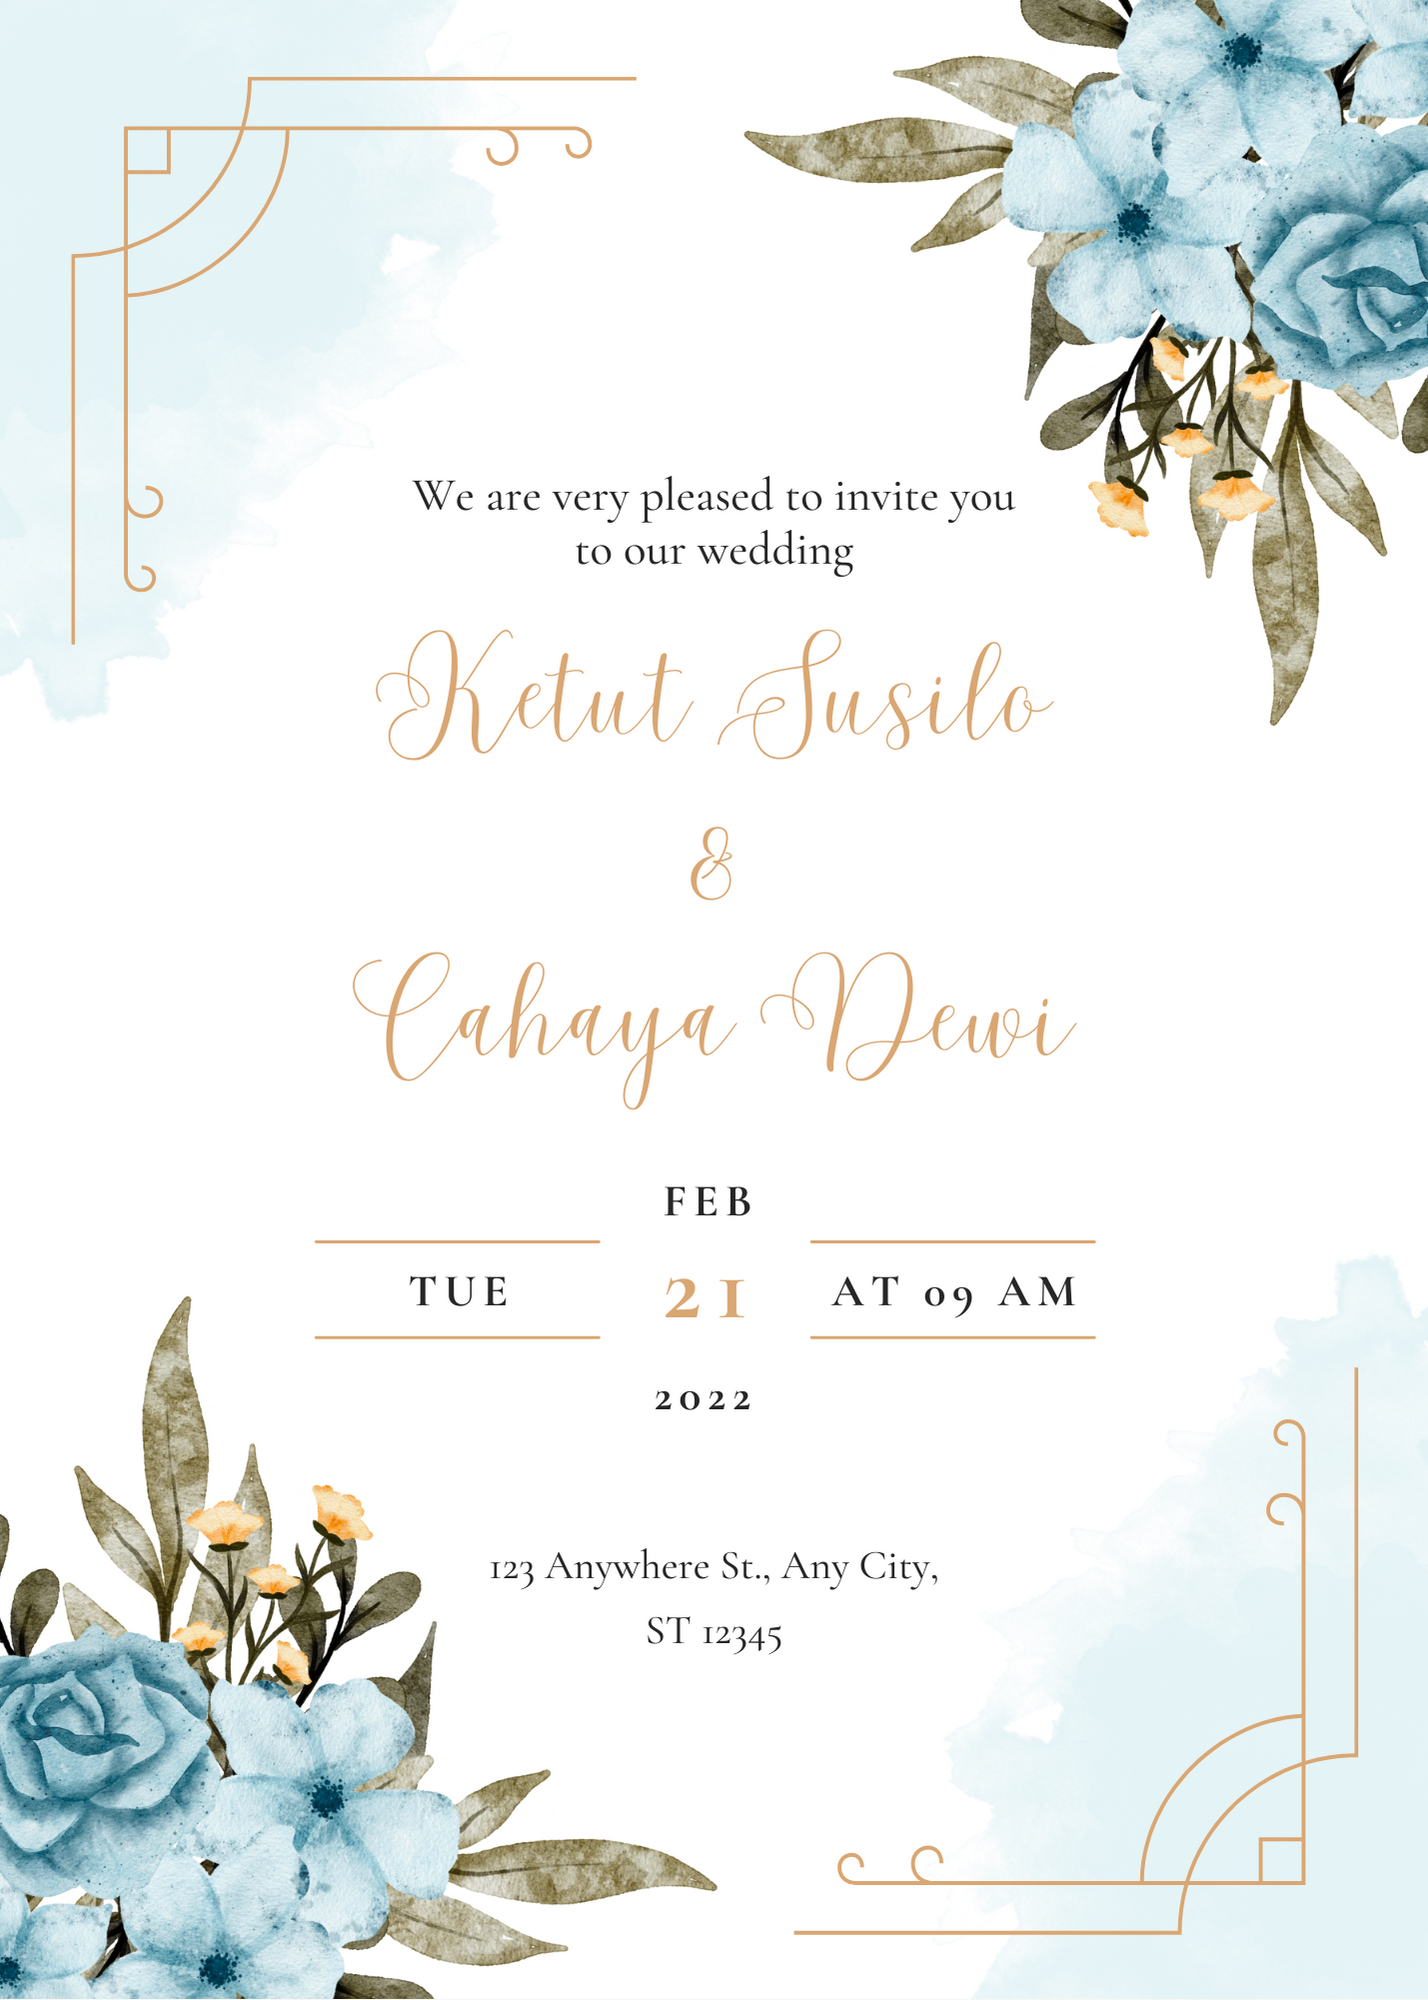 We are very pleased to invite you
to our wedding
Ketut Susilo
&
Cahaya Dewi
FEB
TUE 21 AT 09 AM
2022
123 Anywhere St., Any City,
ST 12345